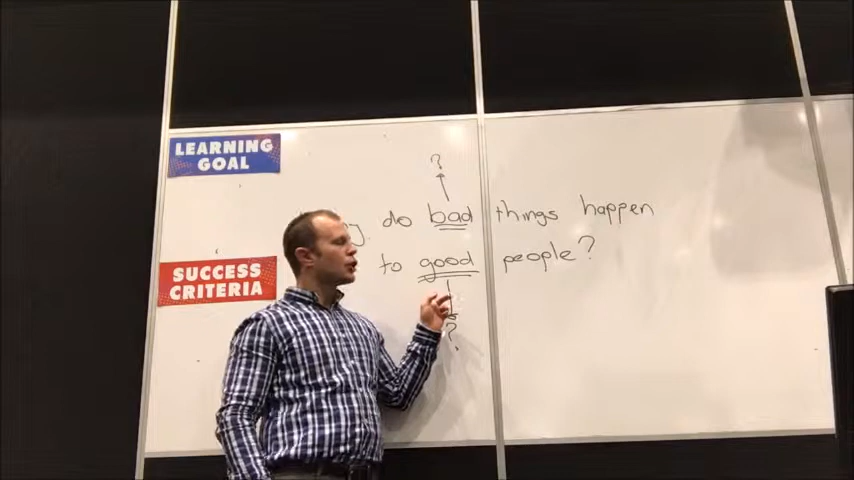 LEARNING
GOAL
?
do bad things happen
to good people?
SUCCESS
CRITERIA
?